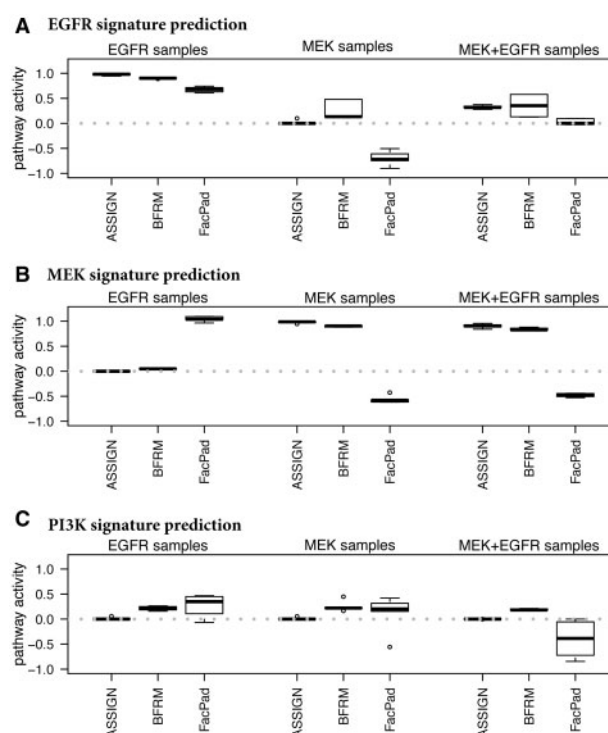 A EGFR signature prediction
EGFR samples MEK samples MEK+EGFR samples
pathway activity
1.0
0.5
0.0
−0.5
−1.0
ASSIGN BFRM FacPad ASSIGN BFRM FacPad ASSIGN BFRM FacPad
B MEK signature prediction
EGFR samples MEK samples MEK+EGFR samples
pathway activity
1.0
0.5
0.0
−0.5
−1.0
ASSIGN BFRM FacPad ASSIGN BFRM FacPad ASSIGN BFRM FacPad
C PI3K signature prediction
EGFR samples MEK samples MEK+EGFR samples
pathway activity
1.0
0.5
0.0
−0.5
−1.0
ASSIGN BFRM FacPad ASSIGN BFRM FacPad ASSIGN BFRM FacPad